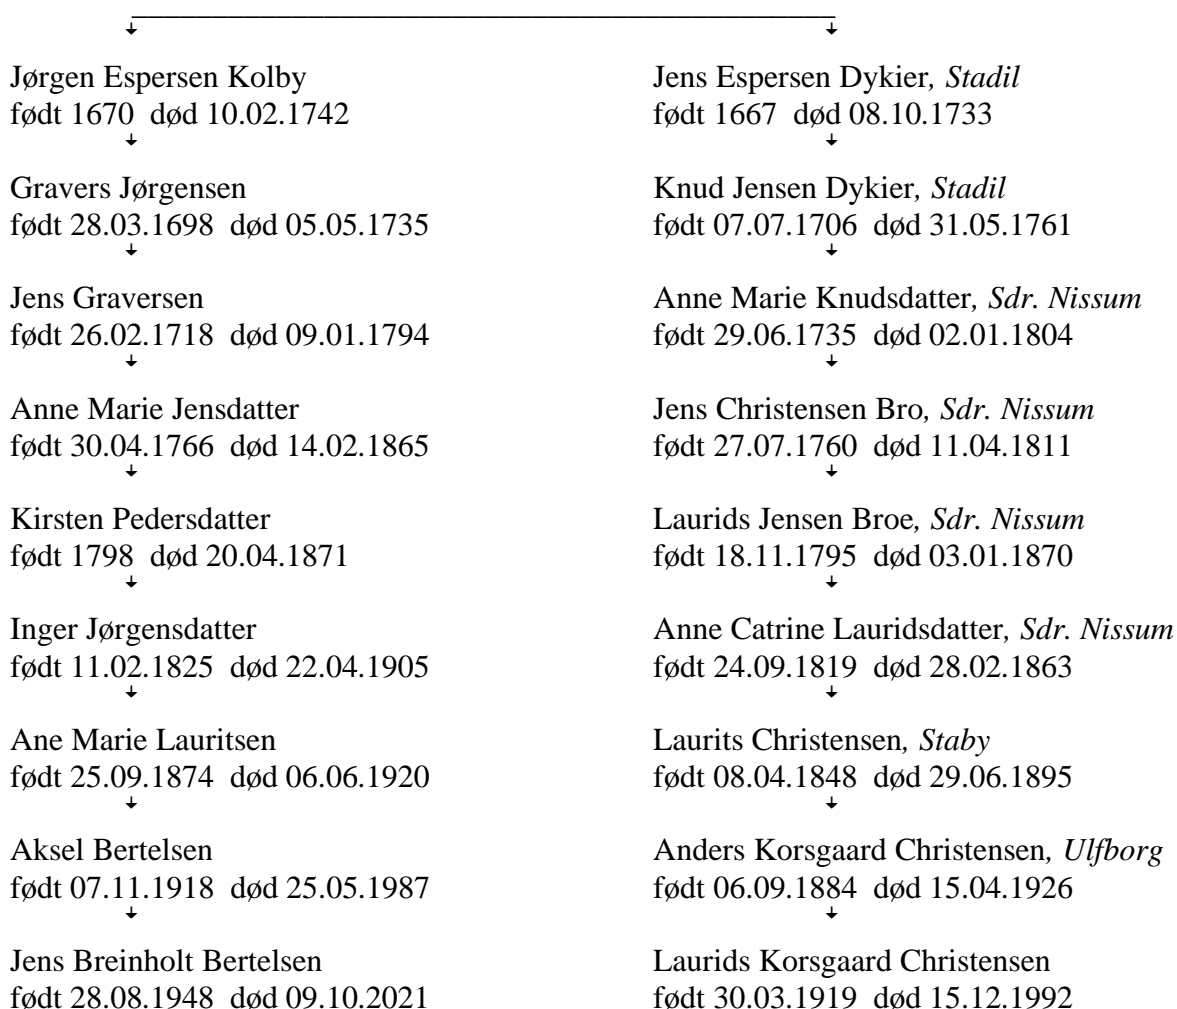 Jørgen Espersen Kolby
født 1670 død 10.02.1742
Gravers Jørgensen
født 28.03.1698 død 05.05.1735
Jens Graversen
født 26.02.1718 død 09.01.1794
Anne Marie Jensdatter
født 30.04.1766 død 14.02.1865
Kirsten Pedersdatter
født 1798 død 20.04.1871
Inger Jørgensdatter
født 11.02.1825 død 22.04.1905
Ane Marie Lauritsen
født 25.09.1874 død 06.06.1920
Aksel Bertelsen
født 07.11.1918 død 25.05.1987
Jens Breinholt Bertelsen
født 28.08.1948 død 09.10.2021
Jens Espersen Dykier, Stadil
født 1667 død 08.10.1733
Knud Jensen Dykier, Stadil
født 07.07.1706 død 31.05.1761
Anne Marie Knudsdatter, Sdr. Nissum
født 29.06.1735 død 02.01.1804
Jens Christensen Bro, Sdr. Nissum
født 27.07.1760 død 11.04.1811
Laurids Jensen Broe, Sdr. Nissum
født 18.11.1795 død 03.01.1870
Anne Catrine Lauridsdatter, Sdr. Nissum
født 24.09.1819 død 28.02.1863
Laurits Christensen, Staby
født 08.04.1848 død 29.06.1895
Anders Korsgaard Christensen, Ulfborg
født 06.09.1884 død 15.04.1926
Laurids Korsgaard Christensen
født 30.03.1919 død 15.12.1992